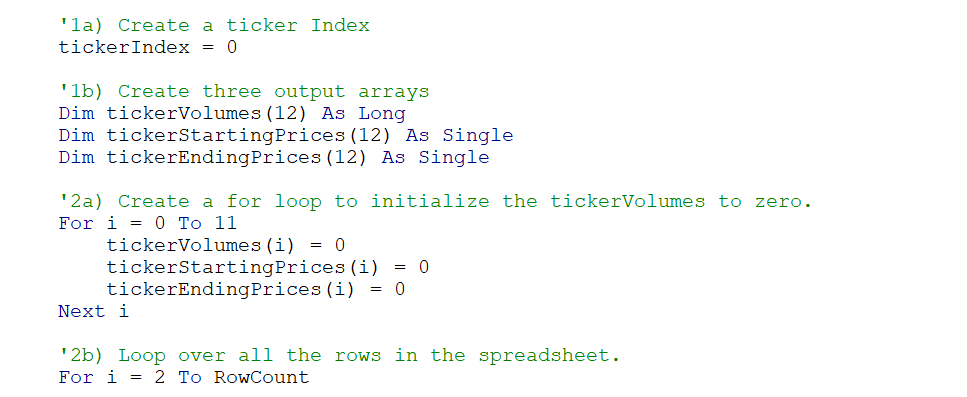 '1a) Create a ticker Index
tickerIndex = 0
'1b) Create three output arrays
Dim tickerVolumes(12) As Long
Dim tickerStartingPrices(12) As Single
Dim tickerEndingPrices(12) As Single
'2a) Create a for loop to initialize the tickerVolumes to zero.
For i = 0 To 11
    tickerVolumes(i) = 0
    tickerStartingPrices(i) = 0
    tickerEndingPrices(i) = 0
Next i
'2b) Loop over all the rows in the spreadsheet.
For i = 2 To RowCount